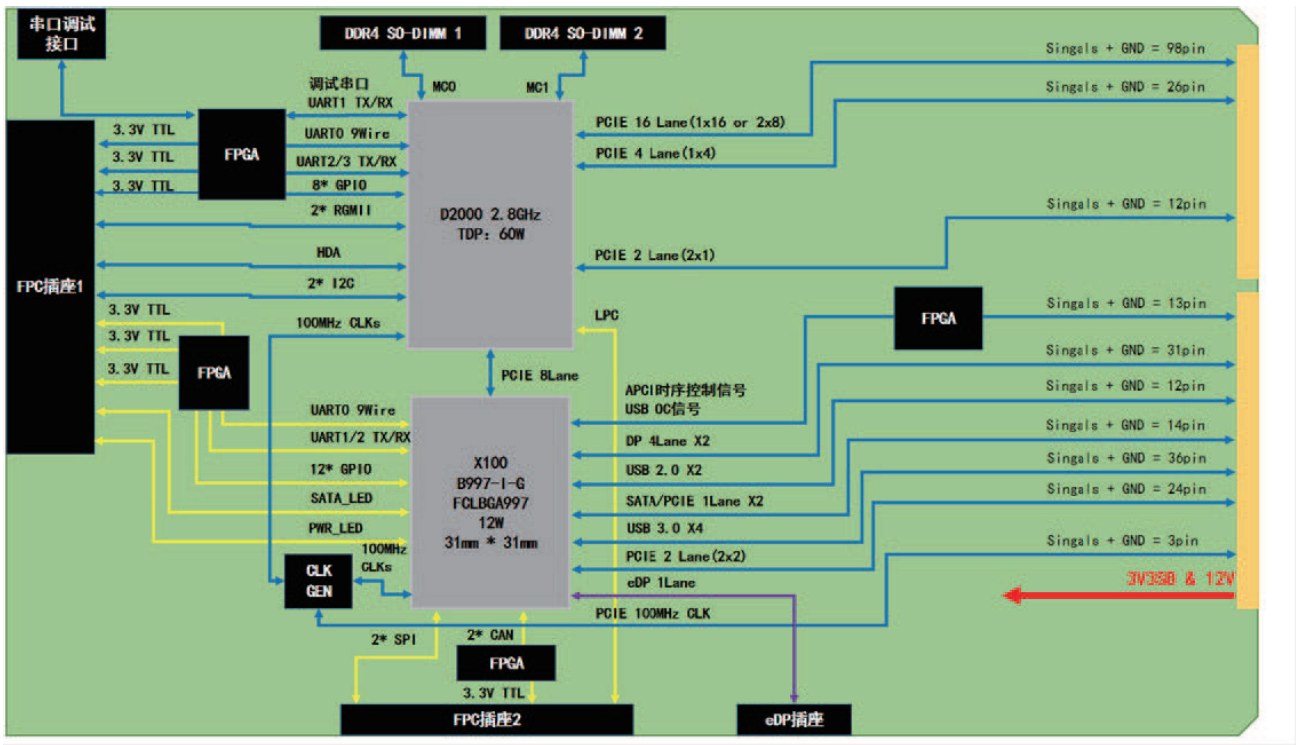 串口调试
接口
DDR4 SO-DIMM 1
DDR4 SO-DIMM 2
MC0
MC1
Singals + GND = 98pin
Singals + GND = 26pin
调试串口
UART1 TX/RX
UART0 9Wire
UART2/3 TX/RX
8* GPIO
2* RGMII
HDA
2* I2C
100MHz CLKs
3.3V TTL
3.3V TTL
3.3V TTL
FPGA
PCIE 16 Lane(1x16 or 2x8)
PCIE 4 Lane(1x4)
D2000 2.8GHz
TDP: 60W
Singals + GND = 12pin
PCIE 2 Lane(2x1)
FPC插座1
LPC
FPGA
Singals + GND = 13pin
3.3V TTL
3.3V TTL
3.3V TTL
FPGA
PCIE 8Lane
Singals + GND = 31pin
Singals + GND = 12pin
Singals + GND = 14pin
Singals + GND = 36pin
Singals + GND = 24pin
Singals + GND = 3pin
UART0 9Wire
UART1/2 TX/RX
12* GPIO
SATA_LED
PWR_LED
100MHz
CLKs
X100
B997-I-G
FCLBGA997
12W
31mm * 31mm
APCI时序控制信号
USB OC信号
DP 4Lane X2
USB 2.0 X2
SATA/PCIE 1Lane X2
USB 3.0 X4
PCIE 2 Lane(2x2)
eDP 1Lane
PCIE 100MHz CLK
3V3SB & 12V
CLK
GEN
2* SPI
2* CAN
FPGA
3.3V TTL
FPC插座2
eDP插座